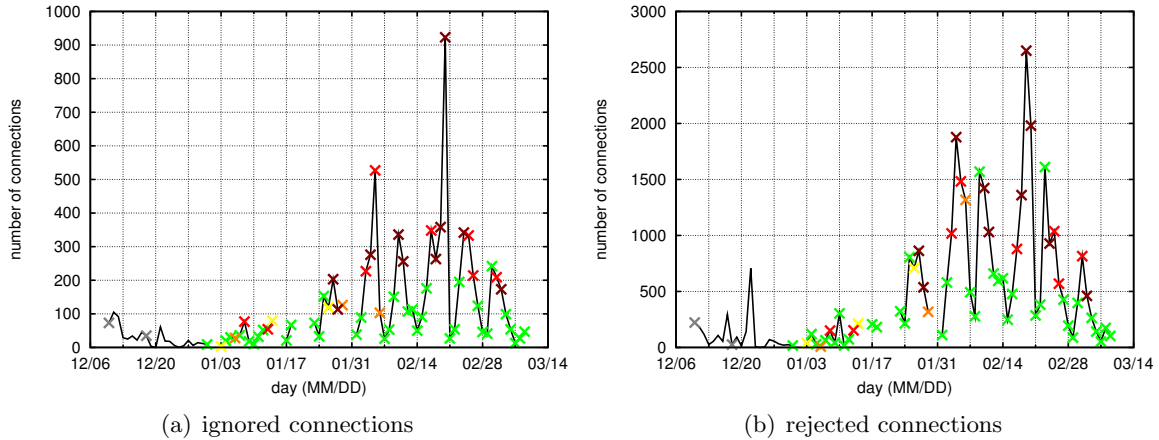 1000
900
800
700
600
500
400
300
200
100
0
number of connections
12/06 12/20 01/03 01/17 01/31 02/14 02/28 03/14
day (MM/DD)
(a) ignored connections
3000
2500
2000
1500
1000
500
0
number of connections
12/06 12/20 01/03 01/17 01/31 02/14 02/28 03/14
day (MM/DD)
(b) rejected connections